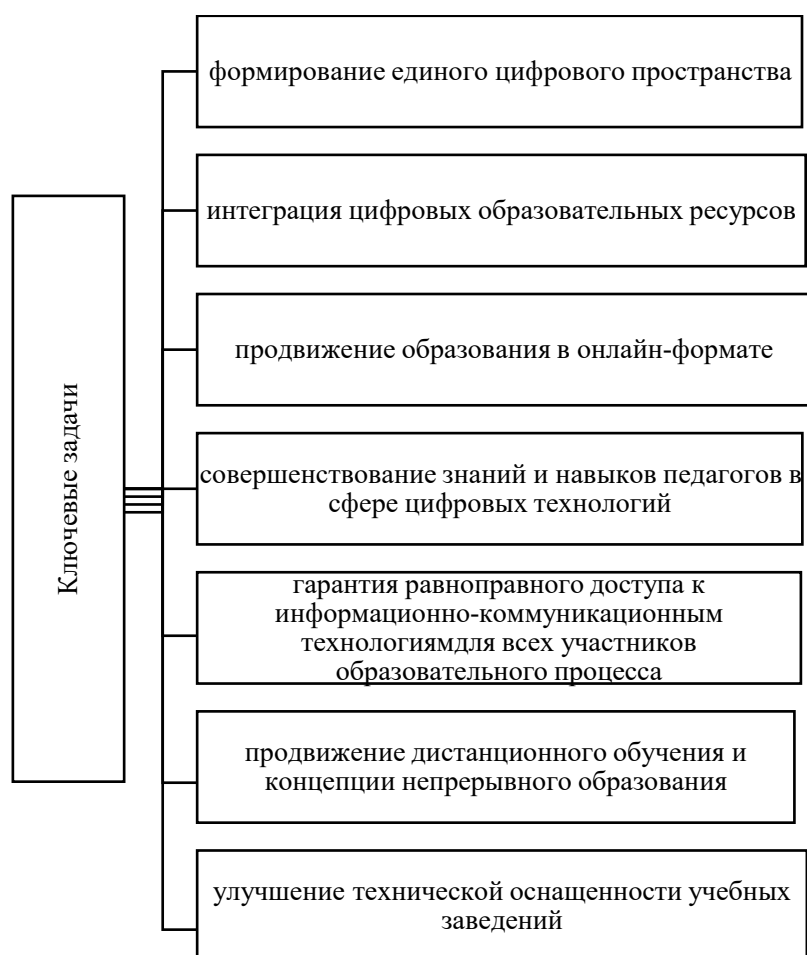 Ключевые задачи
формирование единого цифрового пространства
интеграция цифровых образовательных ресурсов
продвижение образования в онлайн-формате
совершенствование знаний и навыков педагогов в
сфере цифровых технологий
гарантия равноправного доступа к
информационно-коммуникационным
технологиямдля всех участников
образовательного процесса
продвижение дистанционного обучения и
концепции непрерывного образования
улучшение технической оснащенности учебных
заведений